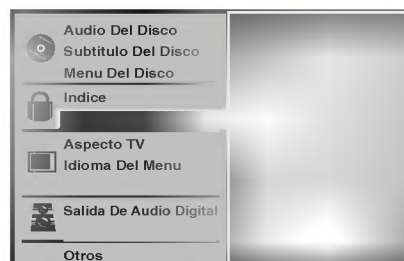 Audio Del Disco
Subtitulo Del Disco
Menu Del Disco
Indice
Aspecto TV
Idioma Del Menu
Salida De Audio Digital
Otros